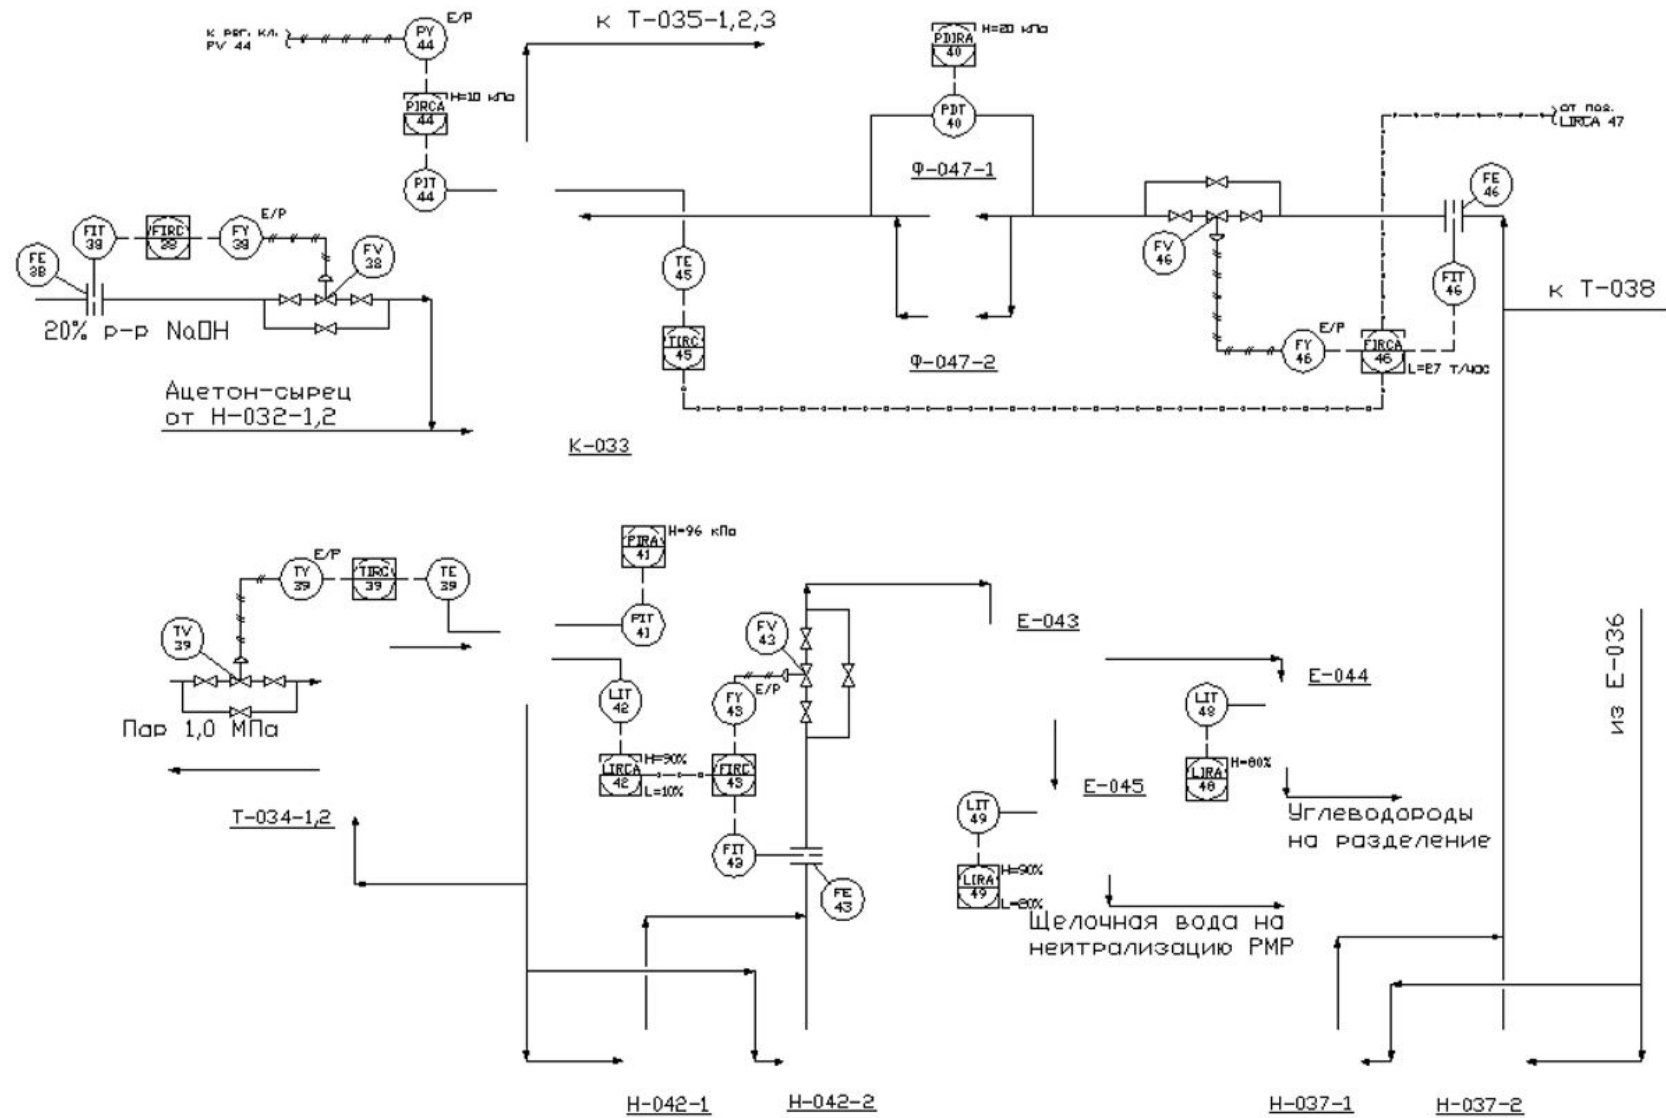 к рег. кл.
PV 44
PY
44
E/P
к Т-035-1,2,3
PIRCA
44
H=10 кПа
PIT
44
PDIRA
40
H=20 кПа
PDT
40
от поз.
LIRCA 47
Ф-047-1
FE
46
FV
46
FIT
46
к Т-038
FIT
38
FIRC
38
FY
38
E/P
FE
38
FV
38
20% р-р NaOH
TE
45
TIRC
45
Ф-047-2
FY
46
E/P
FIRCA
46
L=27 т/час
Ацетон-сырец
от Н-032-1,2
К-033
PIRA
41
H=96 кПа
PIT
41
TY
39
E/P
TIRC
39
TE
39
TV
39
Пар 1,0 МПа
FV
43
Е-043
LIT
42
FY
43
E/P
LIRCA
42
H=90%
L=10%
FIRC
43
Е-044
LIT
48
LIRA
48
H=80%
из Е-036
Т-034-1,2
FIT
43
FE
43
Е-045
LIT
49
LIRA
49
H=90%
L=20%
Углеводороды
на разделение
Щелочная вода на
нейтрализацию РМР
Н-042-1
Н-042-2
Н-037-1
Н-037-2